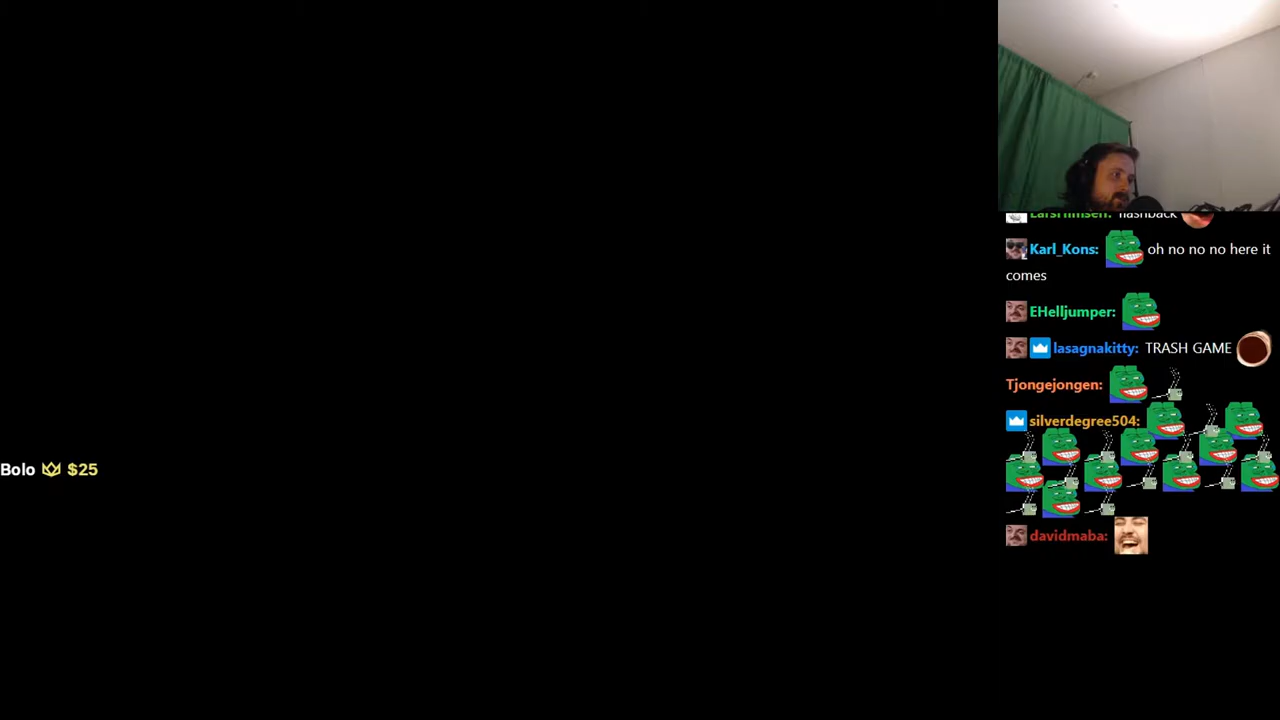 Karl_Kons: oh no no no here it
comes
EHelljumper:
lasagnakitty: TRASH GAME
Tjongejongen:
silverdegree504:
Bolo $25
davidmaba: